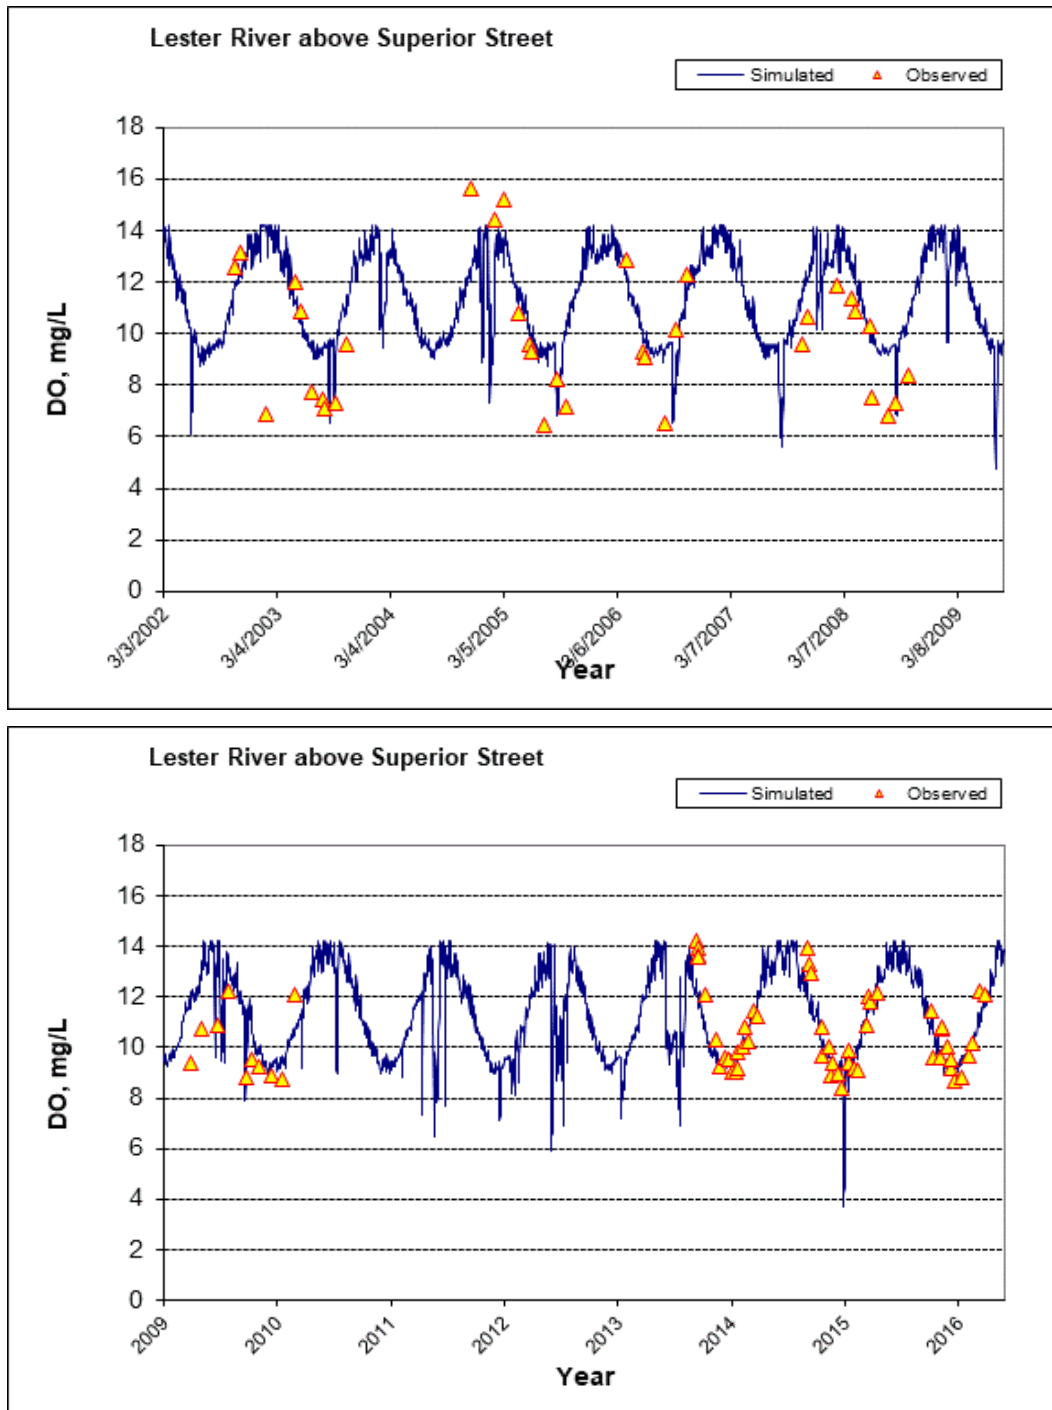 Lester River above Superior Street
Simulated Observed
18
16
14
12
10
8
6
4
2
0
DO, mg/L
3/3/2002 3/4/2003 3/4/2004 3/5/2005 3/6/2006 3/7/2007 3/7/2008 3/8/2009
Year
Lester River above Superior Street
Simulated Observed
18
16
14
12
10
8
6
4
2
0
DO, mg/L
2009 2010 2011 2012 2013 2014 2015 2016
Year